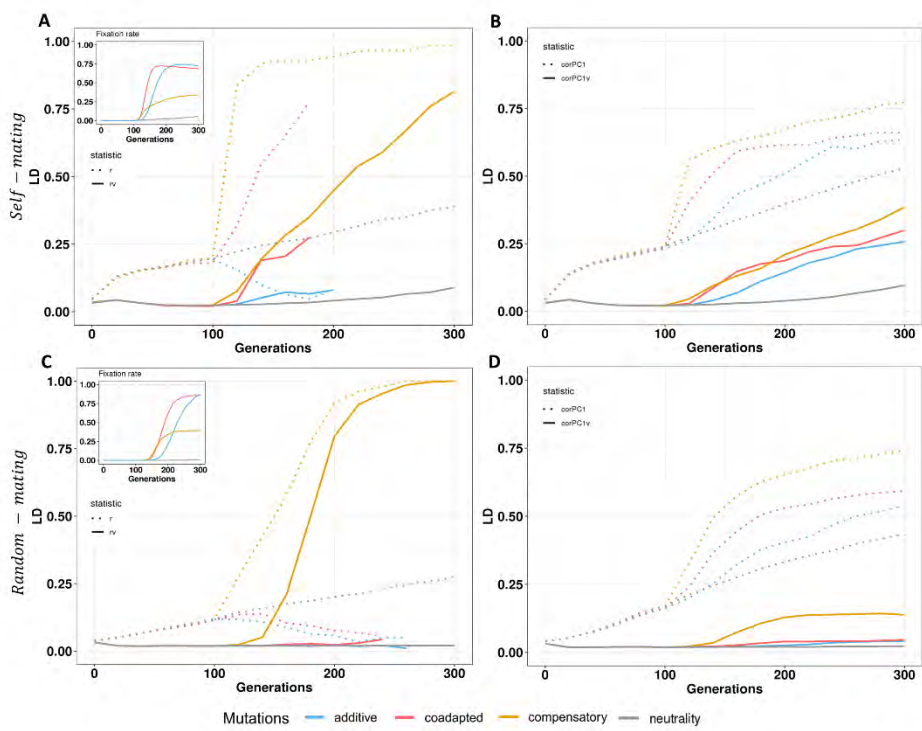 A
Fixation rate
1.00
0.75
0.50
0.25
0.00
0 100 200 300
Generations
statistic
r
rv
1.00
0.75
0.50
0.25
0.00
LD
Self − mating
0 100 200 300
Generations
B
statistic
corPC1
corPC1v
1.00
0.75
0.50
0.25
0.00
LD
0 100 200 300
Generations
C
Fixation rate
1.00
0.75
0.50
0.25
0.00
0 100 200 300
Generations
statistic
r
rv
1.00
0.75
0.50
0.25
0.00
LD
Random − mating
0 100 200 300
Generations
D
statistic
corPC1
corPC1v
1.00
0.75
0.50
0.25
0.00
LD
0 100 200 300
Generations
Mutations additive coadapted compensatory neutrality